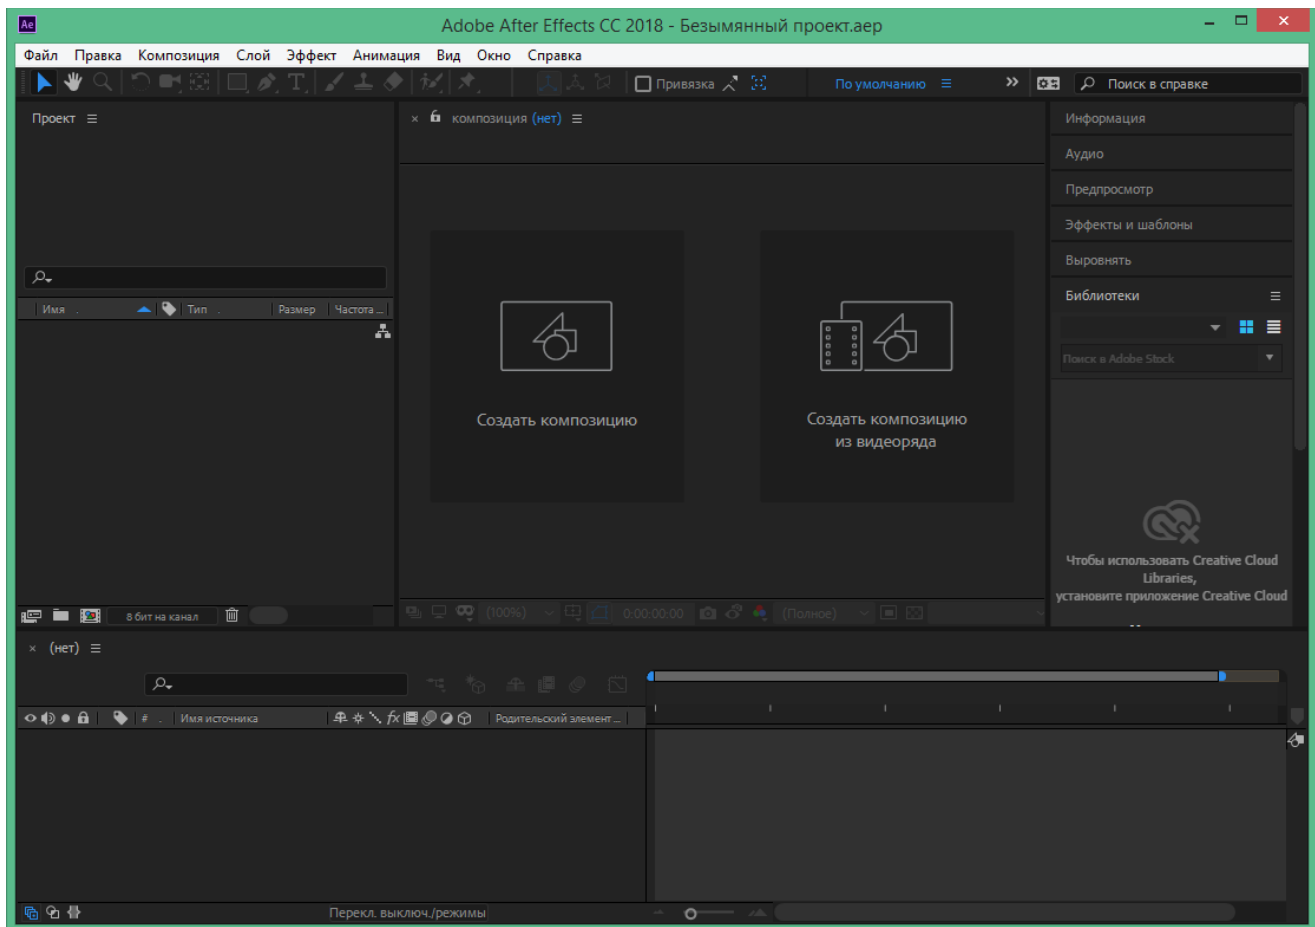 Ae
Adobe After Effects CC 2018 - Безымянный проект.aep
Файл Правка Композиция Слой Эффект Анимация Вид Окно Справка
Привязка
По умолчанию
Поиск в справке
Проект
композиция (нет)
Информация
Аудио
Предпросмотр
Эффекты и шаблоны
Выровнять
Библиотеки
Имя
Тип
Размер
Частота ...
Поиск в Adobe Stock
Создать композицию
Создать композицию
из видеоряда
Чтобы использовать Creative Cloud
Libraries,
установите приложение Creative Cloud
8 бит на канал
(100%)
0:00:00:00
(Полное)
(нет)
# .
Имя источника
fx
Родительский элемент ...
Перекл. выключ./режимы